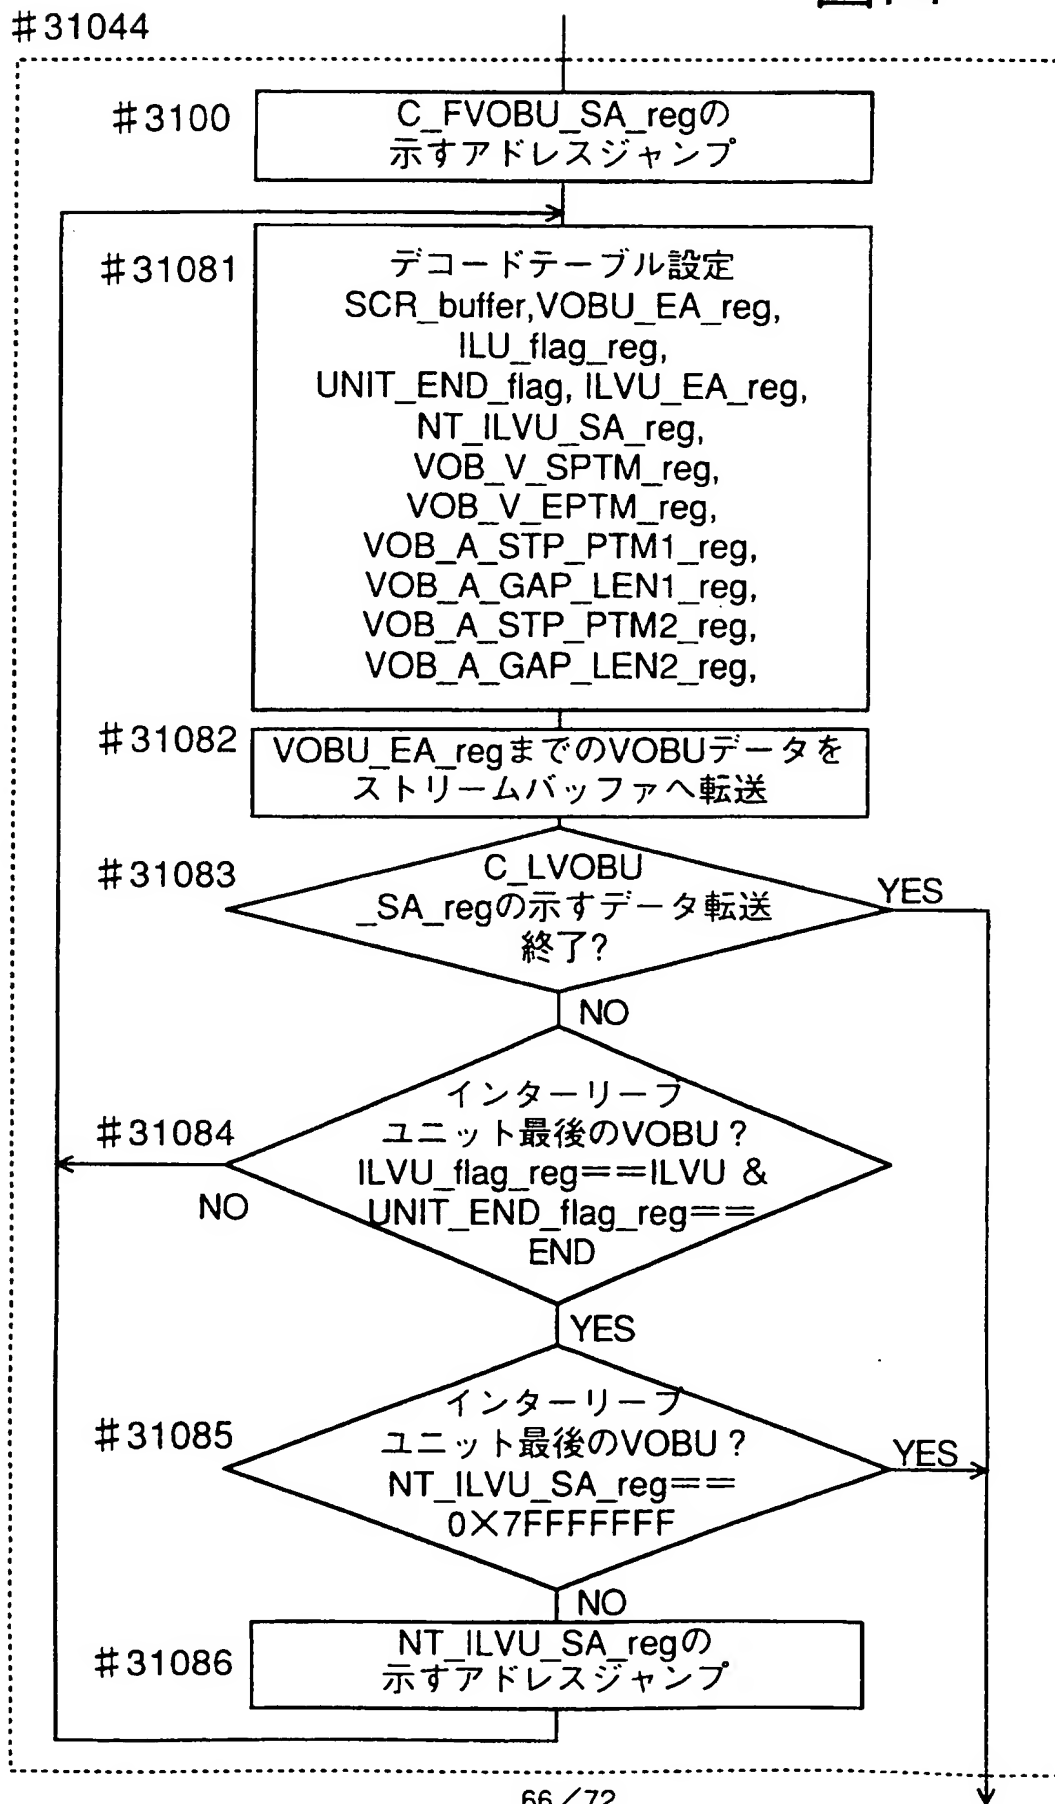 #31044
#3100
C_FVOBU_SA_regの
示すアドレスジャンプ
#31081
デコードテーブル設定
SCR_buffer,VOBU_EA_reg,
ILU_flag_reg,
UNIT_END_flag, ILVU_EA_reg,
NT_ILVU_SA_reg,
VOB_V_SPTM_reg,
VOB_V_EPTM_reg,
VOB_A_STP_PTM1_reg,
VOB_A_GAP_LEN1_reg,
VOB_A_STP_PTM2_reg,
VOB_A_GAP_LEN2_reg,
#31082
VOBU_EA_regまでのVOBUデータを
ストリームバッファへ転送
#31083
C_LVOBU
_SA_regの示すデータ転送
終了?
YES
NO
#31084
インターリーブ
ユニット最後のVOBU?
ILVU_flag_reg==ILVU &
UNIT_END_flag_reg==
END
NO
YES
#31085
インターリーブ
ユニット最後のVOBU?
NT_ILVU_SA_reg==
0×7FFFFFFF
YES
NO
#31086
NT_ILVU_SA_regの
示すアドレスジャンプ
66/72